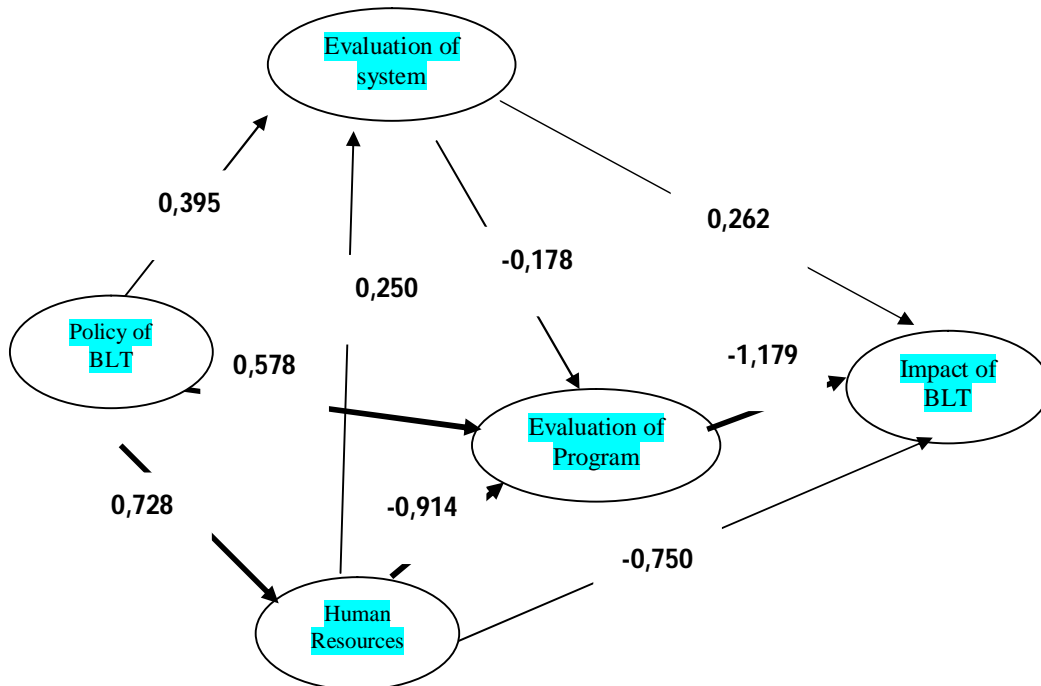 Evaluation of
system
0,395
0,262
-0,178
0,250
Policy of
BLT
0,578
-1,179
Impact of
BLT
Evaluation of
Program
0,728
-0,914
-0,750
Human
Resources